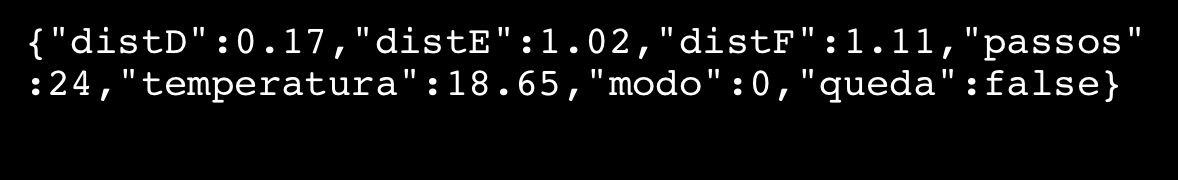 {"distD":0.17,"distE":1.02,"distF":1.11,"passos"
:24,"temperatura":18.65,"modo":0,"queda":false}